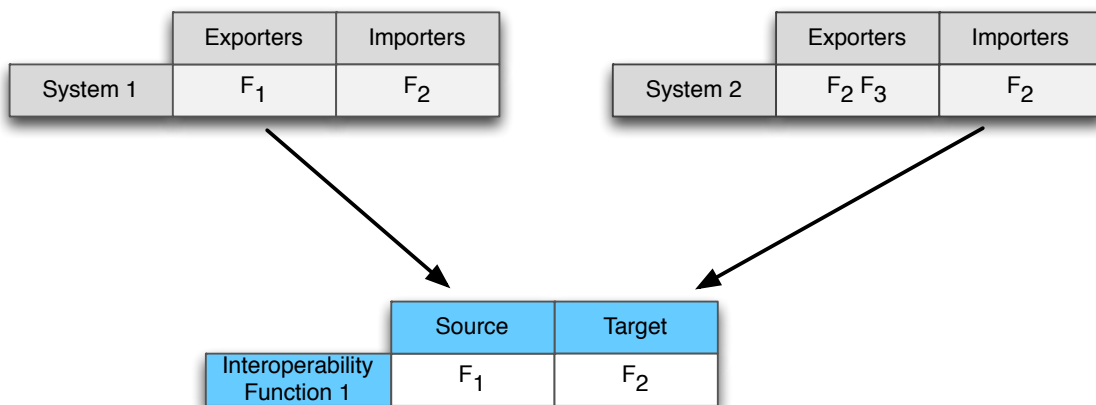 Exporters Importers
System 1 F1 F2
Exporters Importers
System 2 F2 F3 F2
Source Target
Interoperability
Function 1 F1 F2